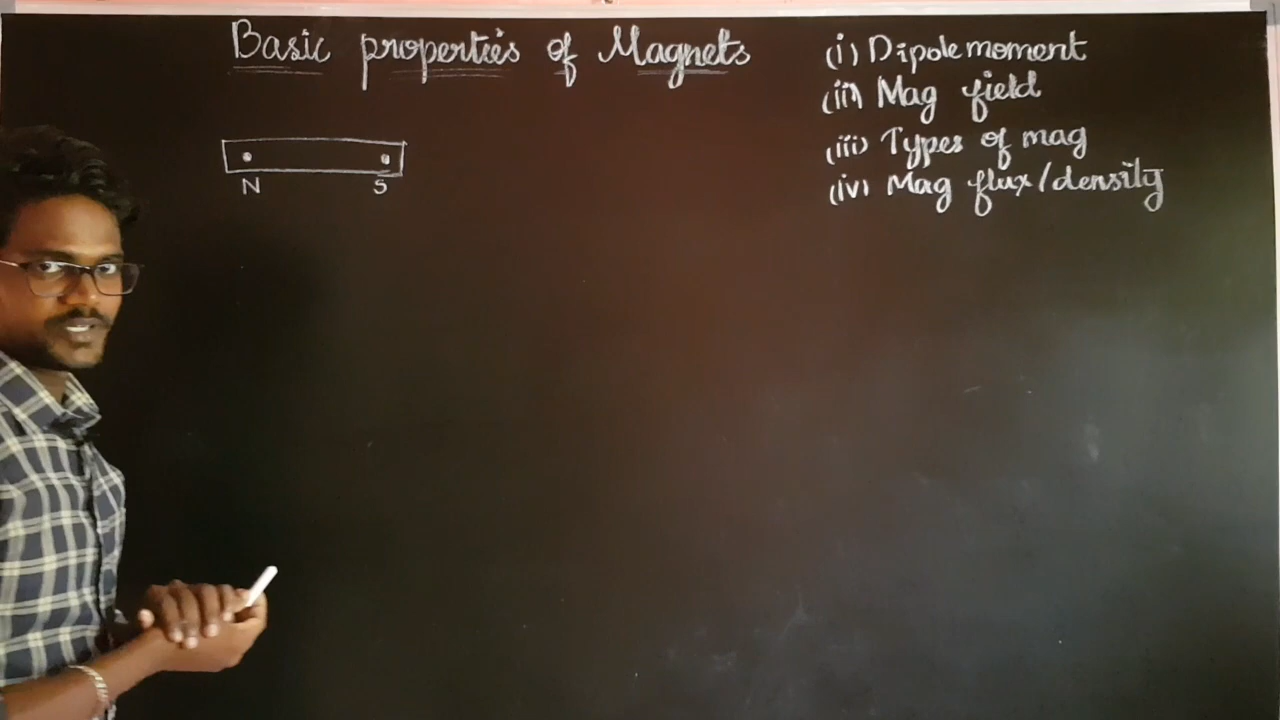 Basic properties of Magnets
N S
(i) Dipole moment
(ii) Mag field
(iii) Types of mag
(iv) Mag flux/density